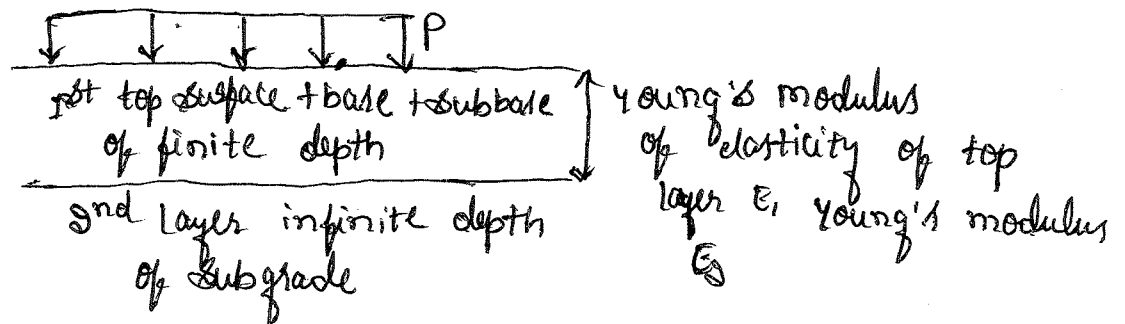 P
1st top surface + base + subbase
of finite depth
2nd layer infinite depth
of subgrade
Young's modulus
of elasticity of top
layer E1 Young's modulus